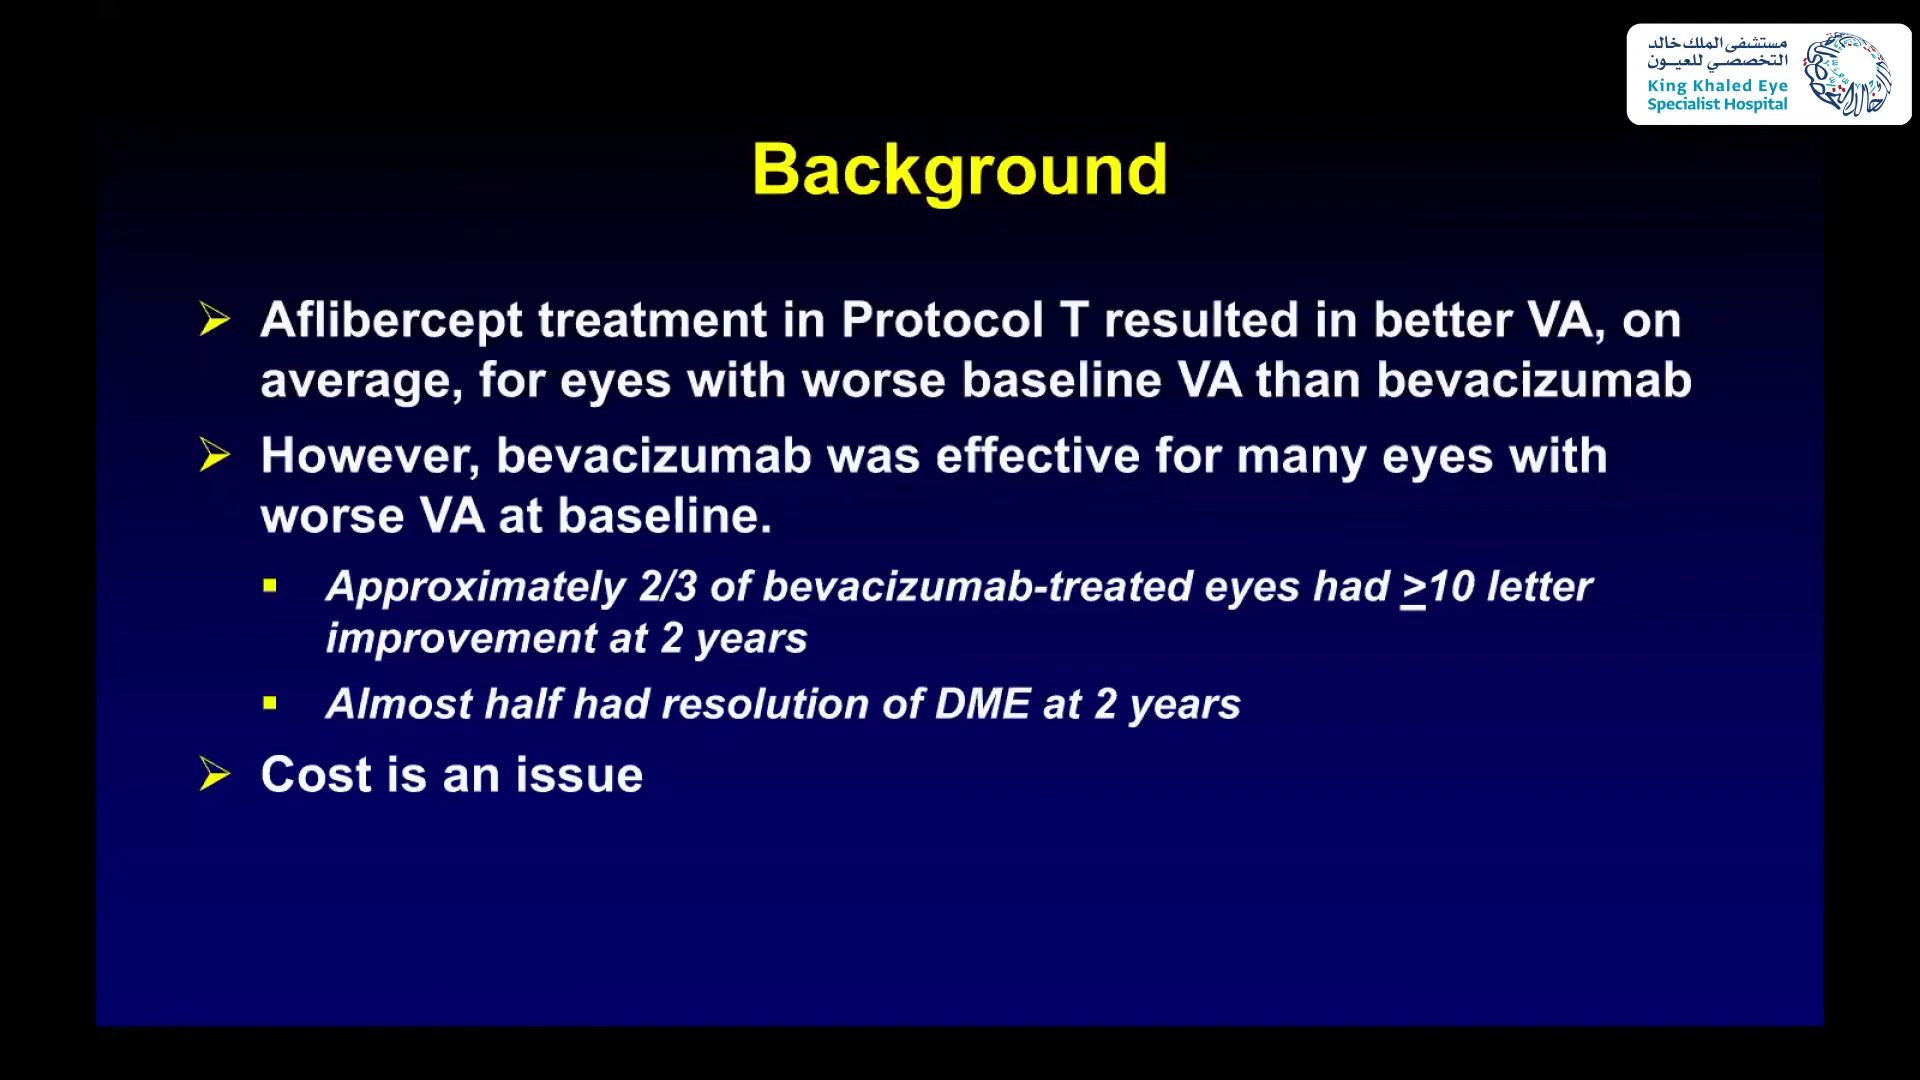 مستشفى الملك خالد
التخصصي للعيون
King Khaled Eye
Specialist Hospital
Background
Aflibercept treatment in Protocol T resulted in better VA, on
average, for eyes with worse baseline VA than bevacizumab
However, bevacizumab was effective for many eyes with
worse VA at baseline.
Approximately 2/3 of bevacizumab-treated eyes had ≥10 letter
improvement at 2 years
Almost half had resolution of DME at 2 years
Cost is an issue